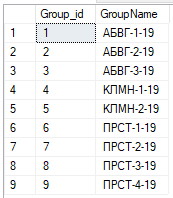 Group_id GroupName
1 1 АБВГ-1-19
2 2 АБВГ-2-19
3 3 АБВГ-3-19
4 4 КЛМН-1-19
5 5 КЛМН-2-19
6 6 ПРСТ-1-19
7 7 ПРСТ-2-19
8 8 ПРСТ-3-19
9 9 ПРСТ-4-19